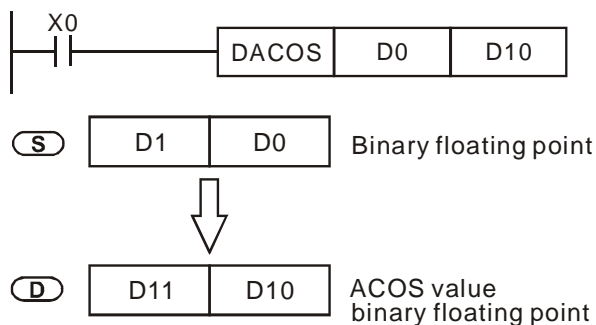 X0
DACOS D0 D10
S D1 D0 Binary floating point
D D11 D10 ACOS value
binary floating point